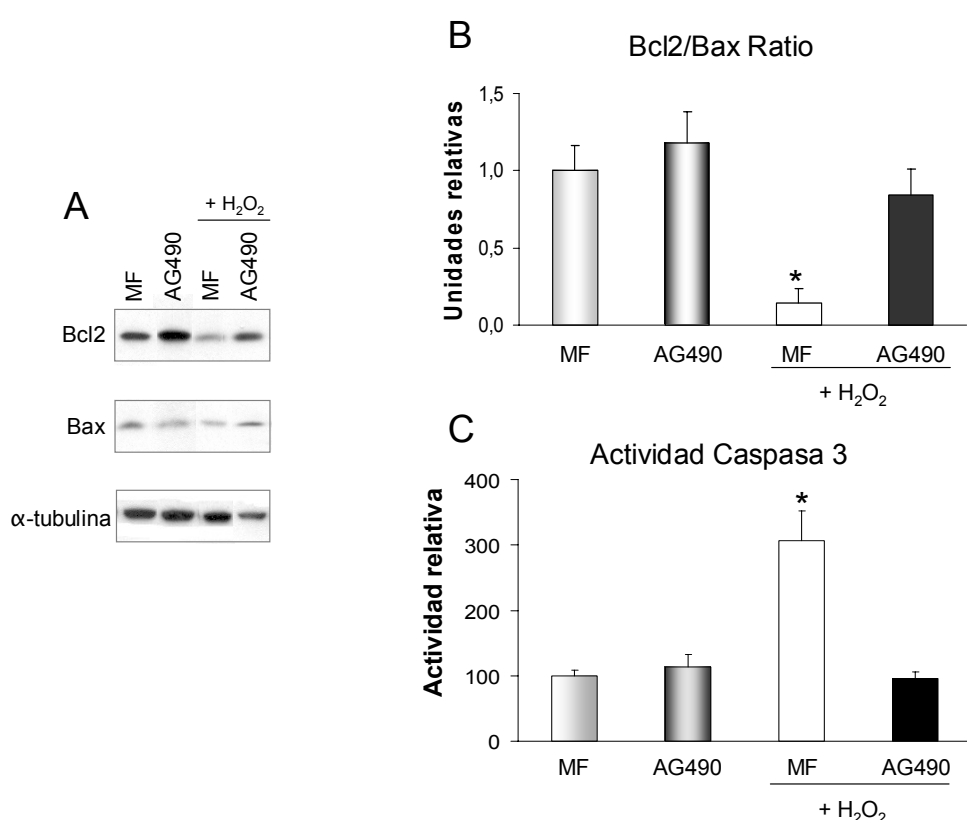 A
+ H₂O₂
MF AG490 MF AG490
Bcl2
Bax
α-tubulina
B
Bcl2/Bax Ratio
Unidades relativas
1,5
1,0
0,5
0,0
*
MF AG490 MF AG490
+ H₂O₂
C
Actividad Caspasa 3
Actividad relativa
400
300
200
100
0
*
MF AG490 MF AG490
+ H₂O₂